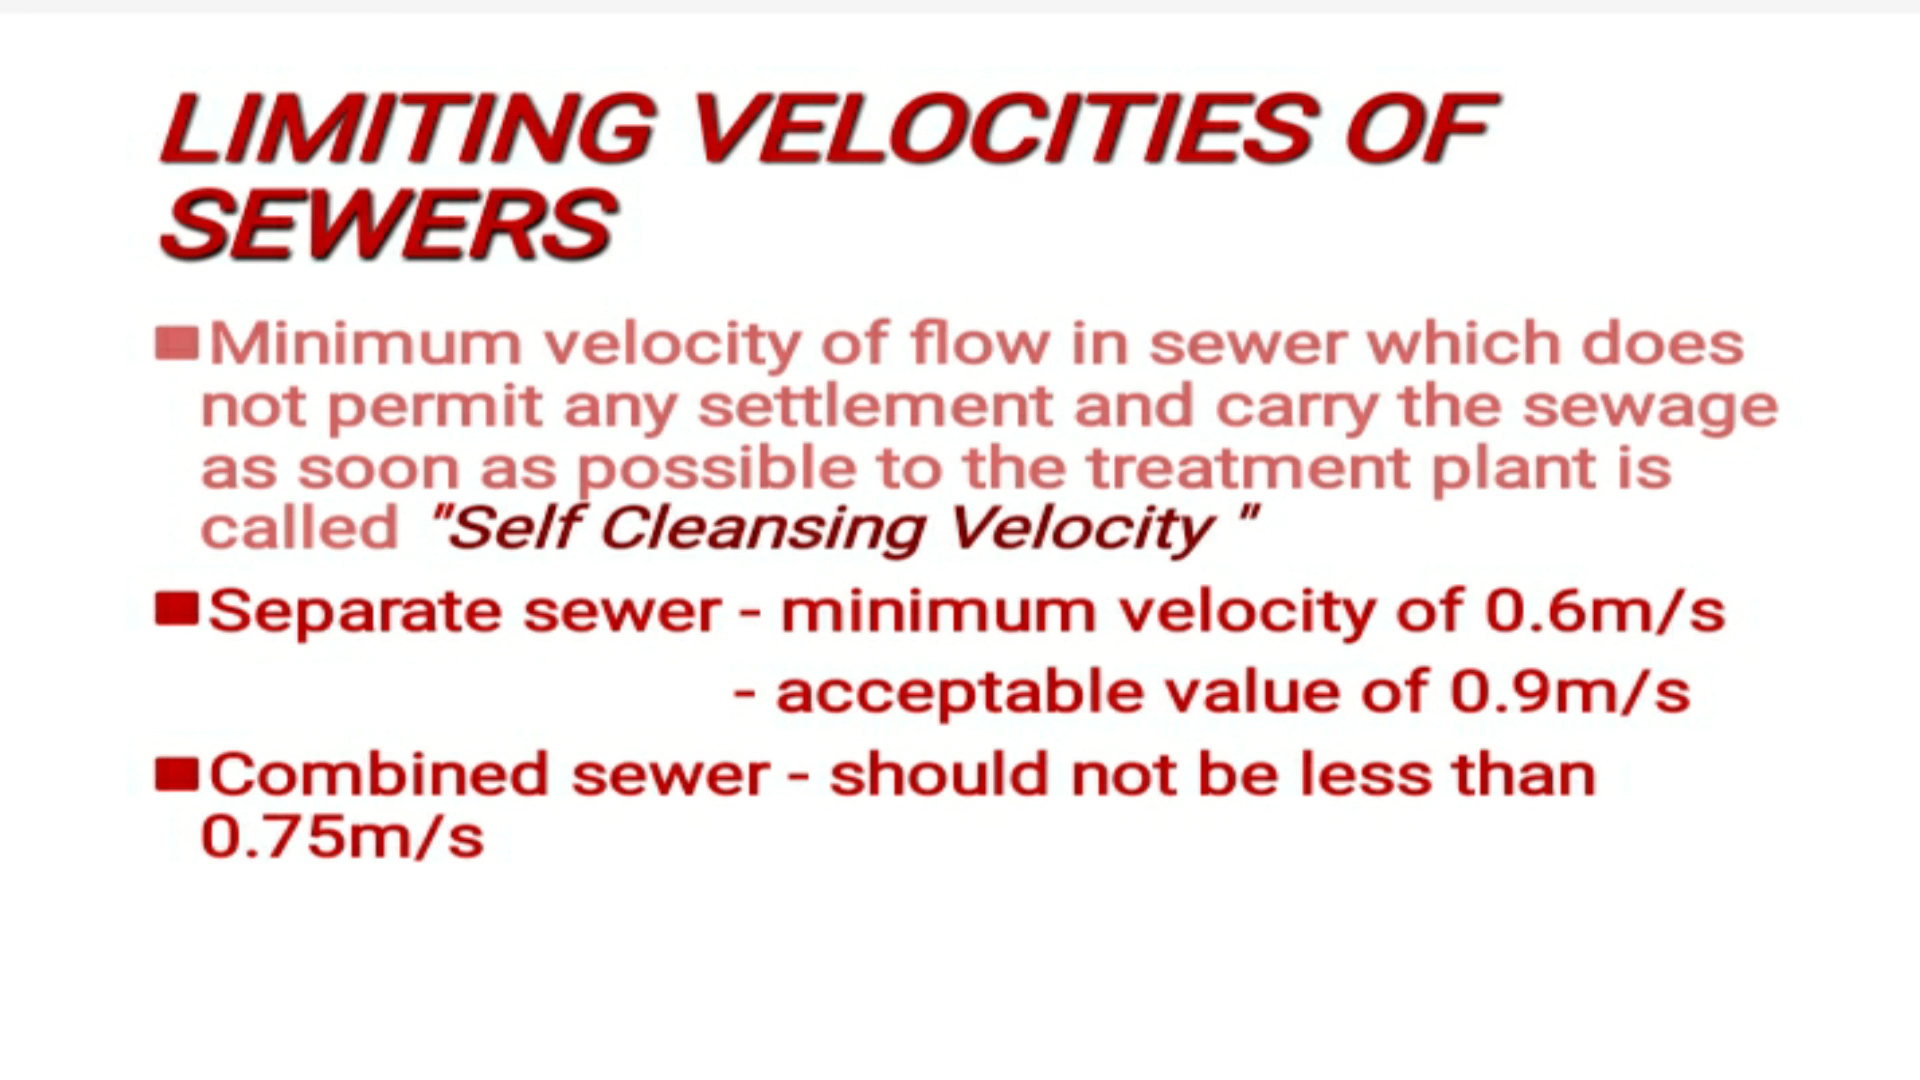 LIMITING VELOCITIES OF
SEWERS
Minimum velocity of flow in sewer which does
not permit any settlement and carry the sewage
as soon as possible to the treatment plant is
called "Self Cleansing Velocity "
Separate sewer - minimum velocity of 0.6m/s
- acceptable value of 0.9m/s
Combined sewer - should not be less than
0.75m/s